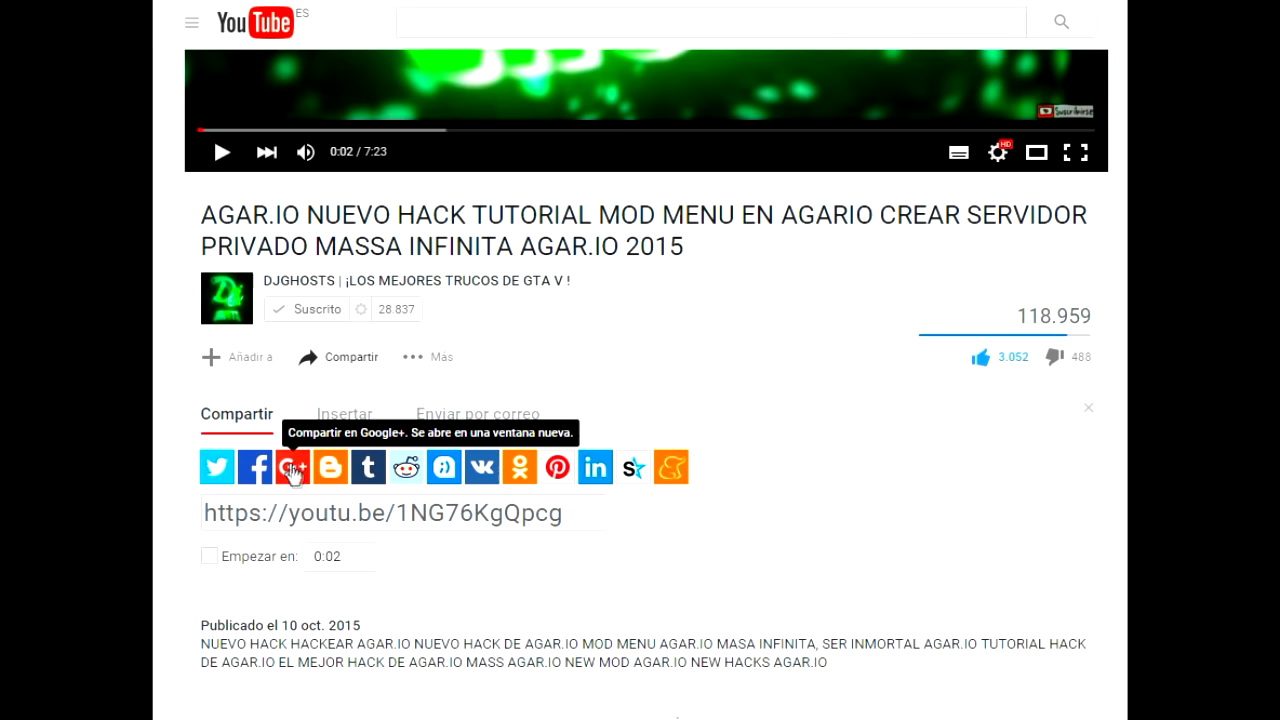 YouTube ES
Suscribirse
0:02 / 7:23
HD
AGAR.IO NUEVO HACK TUTORIAL MOD MENU EN AGARIO CREAR SERVIDOR
PRIVADO MASSA INFINITA AGAR.IO 2015
DJGHOSTS | ¡LOS MEJORES TRUCOS DE GTA V !
Suscrito 28.837
118.959
Añadir a Compartir Más 3.052 488
Compartir Insertar Enviar por correo
Compartir en Google+. Se abre en una ventana nueva.
https://youtu.be/1NG76KgQpcg
Empezar en: 0:02
Publicado el 10 oct. 2015
NUEVO HACK HACKEAR AGAR.IO NUEVO HACK DE AGAR.IO MOD MENU AGAR.IO MASA INFINITA, SER INMORTAL AGAR.IO TUTORIAL HACK
DE AGAR.IO EL MEJOR HACK DE AGAR.IO MASS AGAR.IO NEW MOD AGAR.IO NEW HACKS AGAR.IO